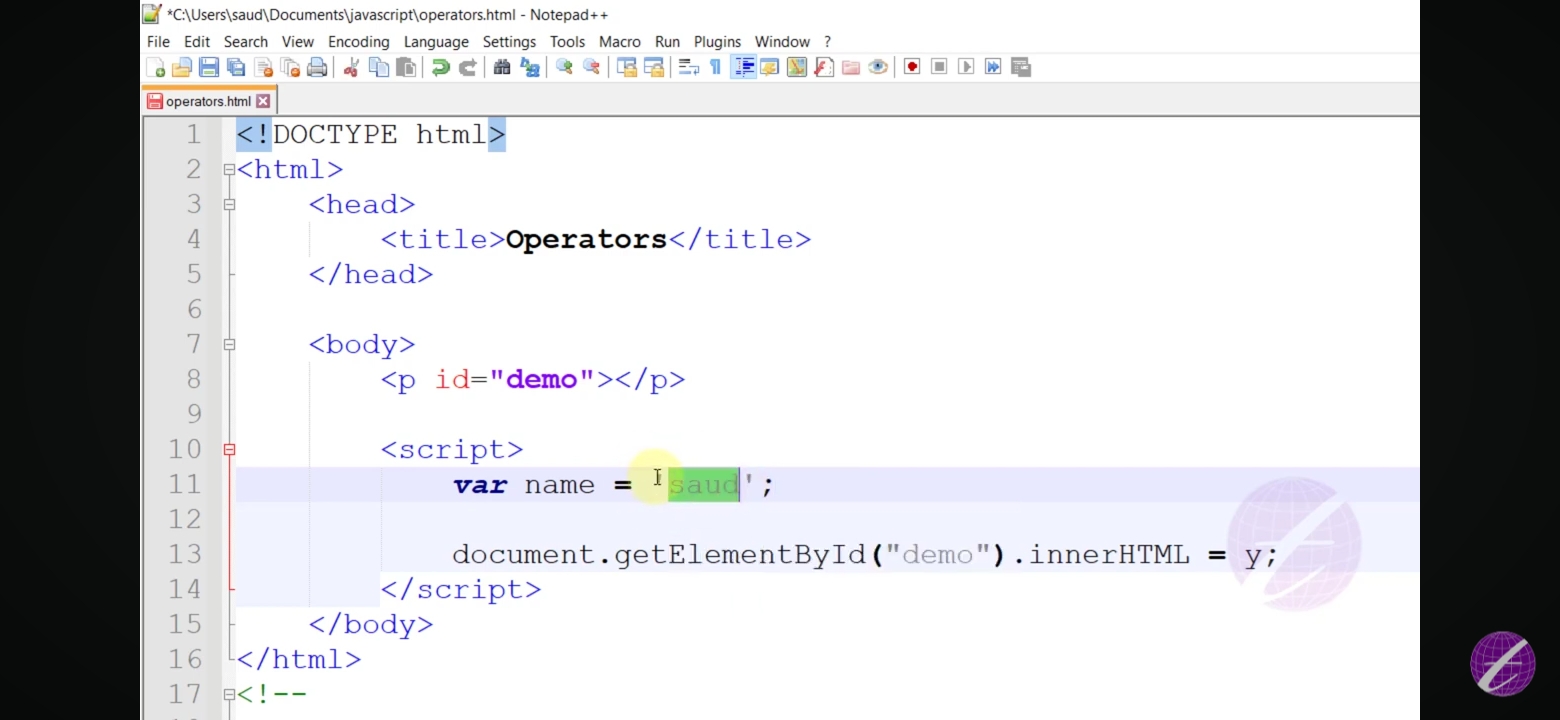 *C:\Users\saud\Documents\javascript\operators.html - Notepad++
File Edit Search View Encoding Language Settings Tools Macro Run Plugins Window ?
operators.html
1 <!DOCTYPE html>
2 <html>
3 <head>
4 <title>Operators</title>
5 </head>
6
7 <body>
8 <p id="demo"></p>
9
10 <script>
11 var name = 'saud';
12
13 document.getElementById("demo").innerHTML = y;
14 </script>
15 </body>
16 </html>
17 <!--